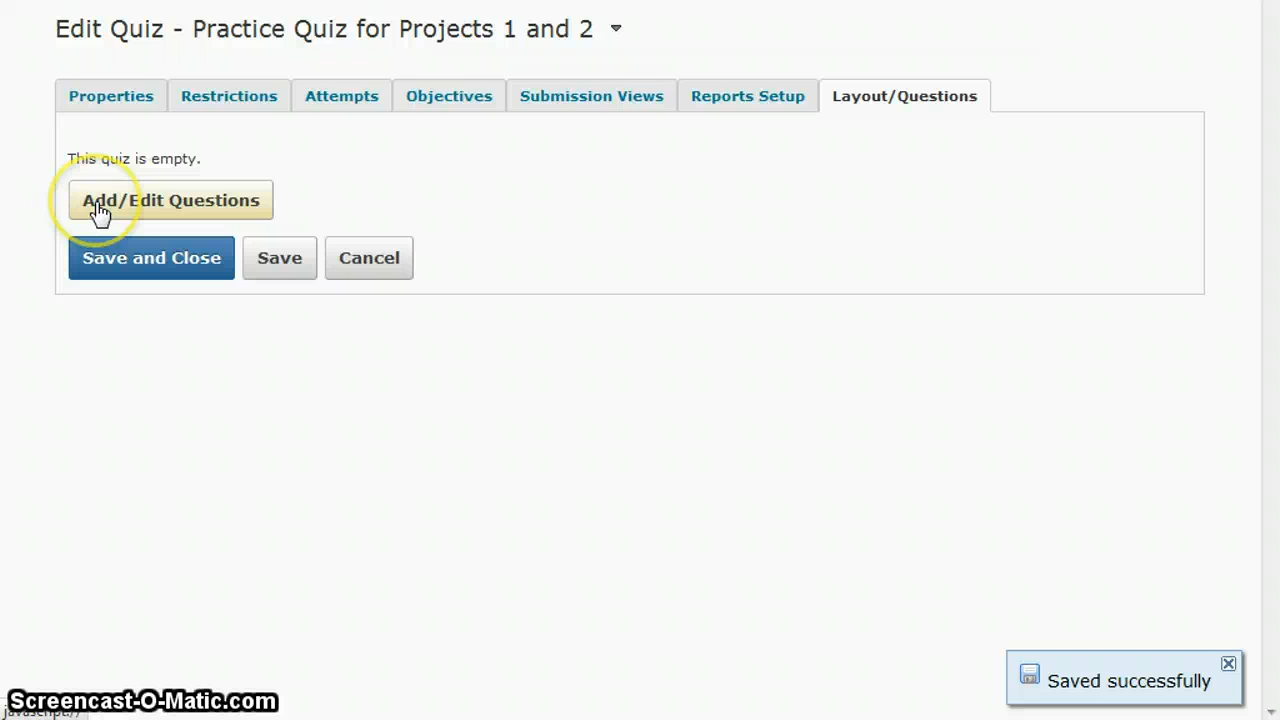 Edit Quiz - Practice Quiz for Projects 1 and 2
Properties Restrictions Attempts Objectives Submission Views Reports Setup Layout/Questions
This quiz is empty.
Add/Edit Questions
Save and Close Save Cancel
Saved successfully
Screencast-O-Matic.com